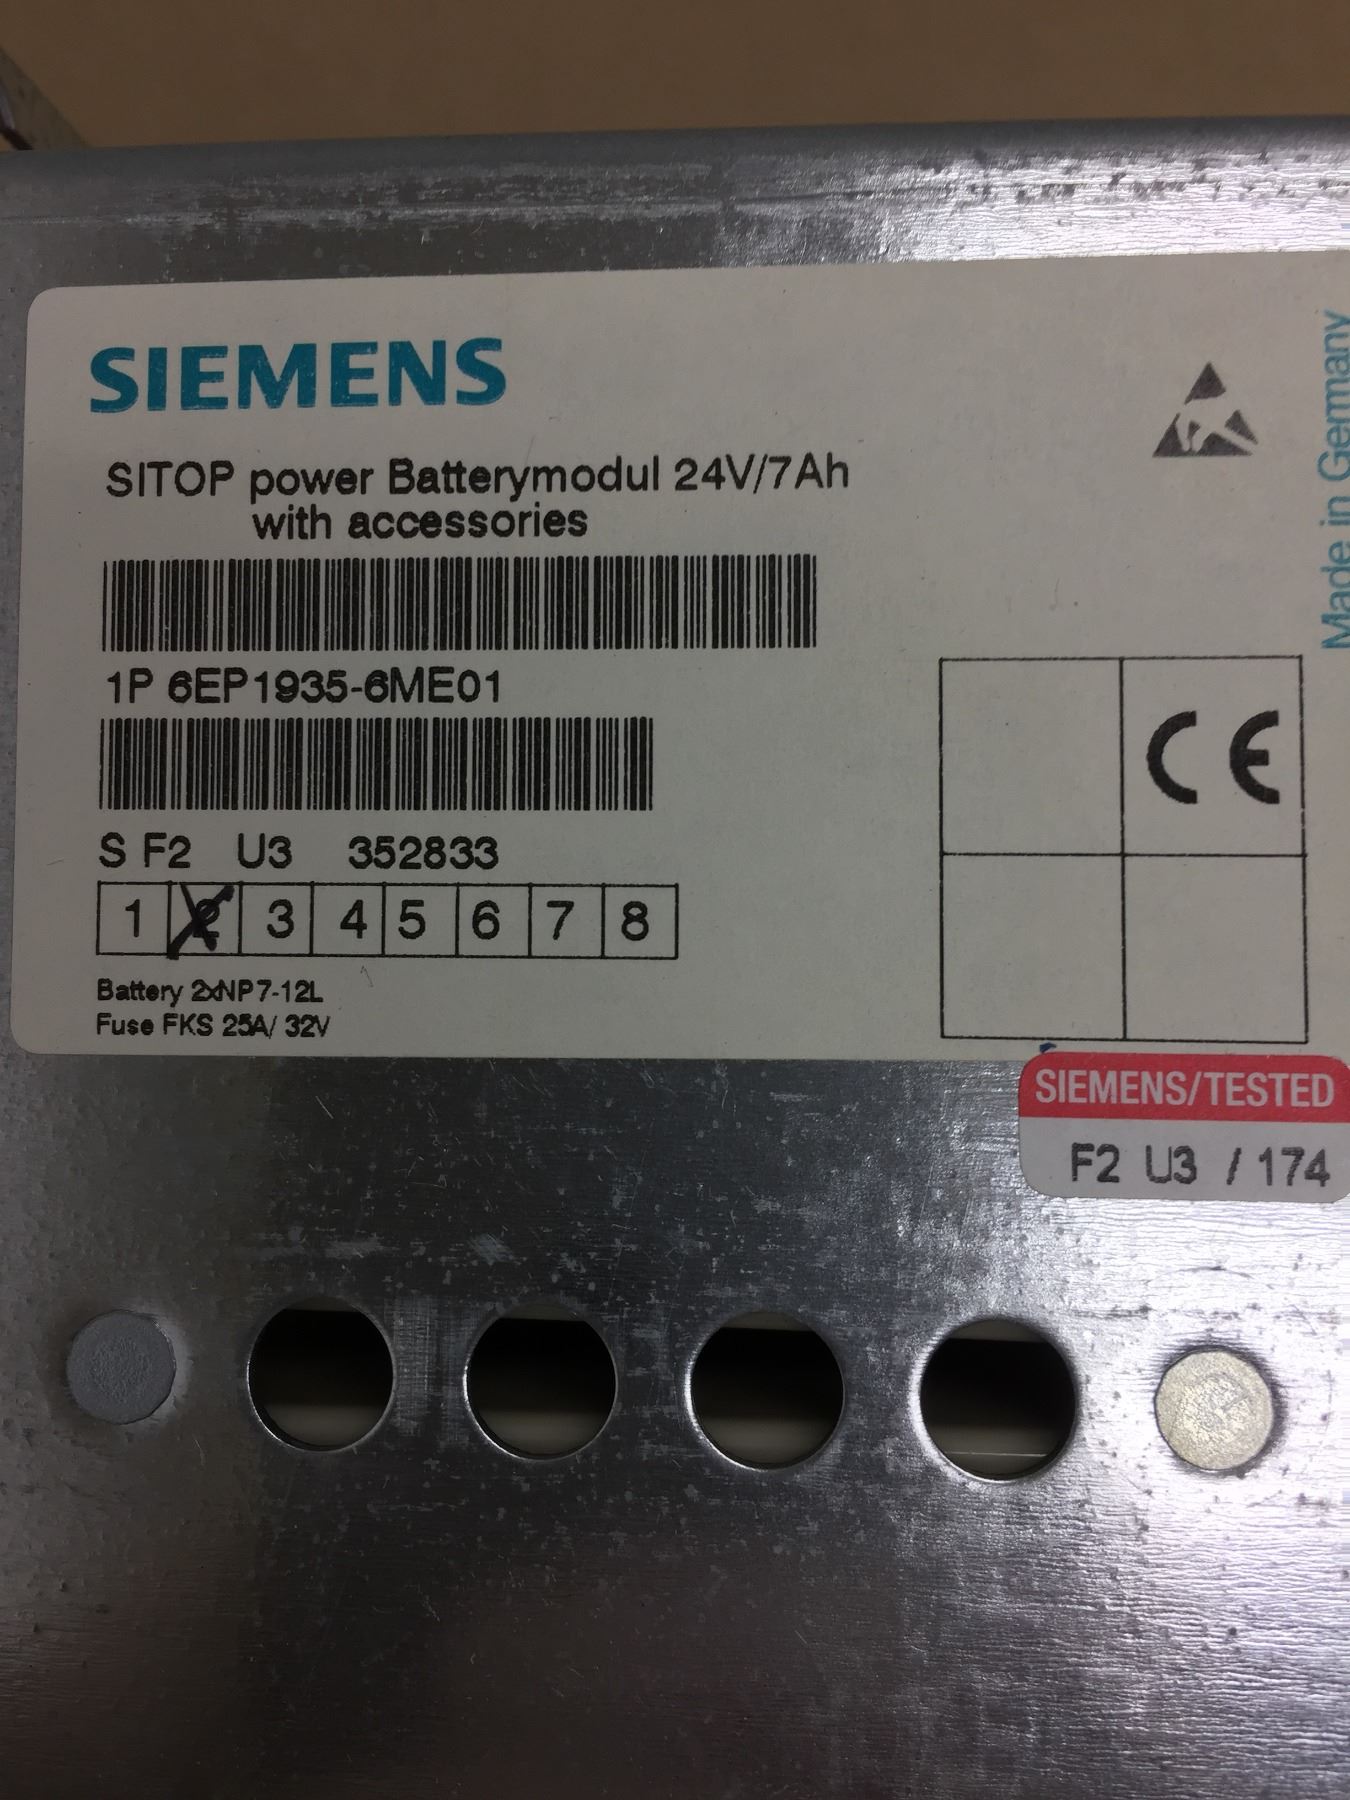 SIEMENS
SITOP power Batterymodul 24V/7Ah
with accessories
1P 6EP1935-6ME01
S F2 U3 352833
1 2 3 4 5 6 7 8
Battery 2xNP7-12L
Fuse FKS 25A/ 32V
Made in Germany
CE
SIEMENS/TESTED
F2 U3 / 174